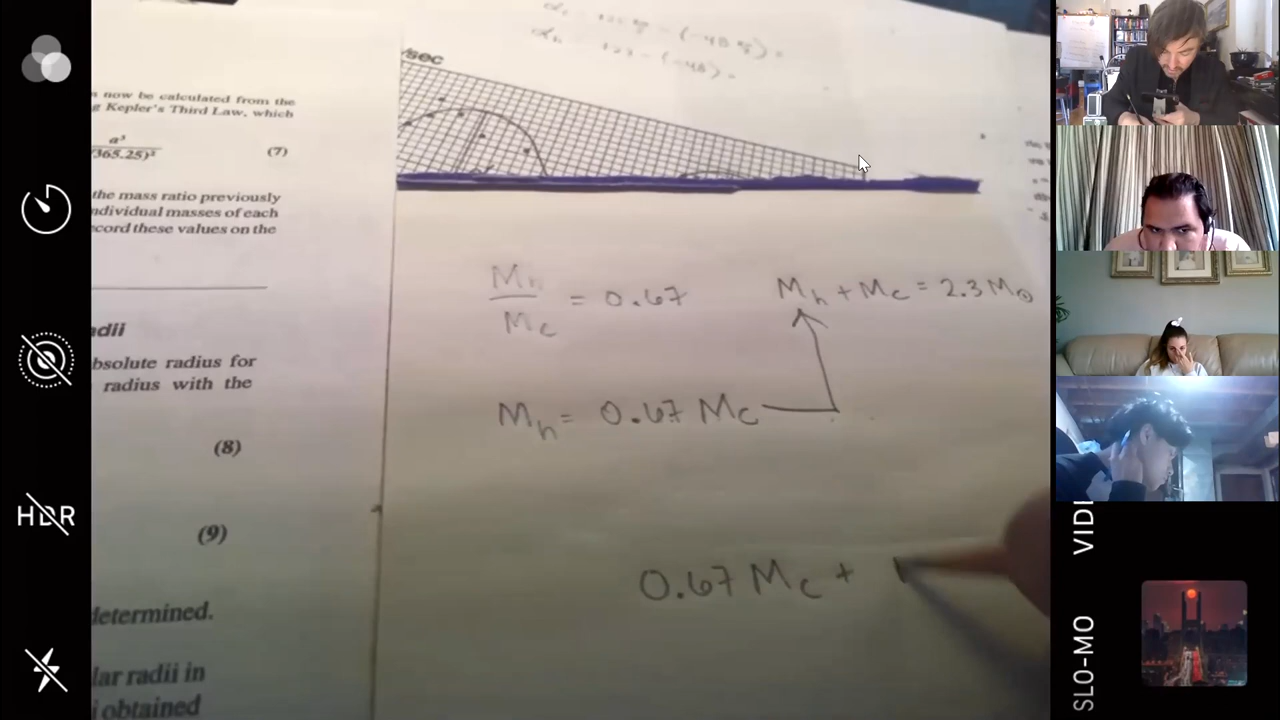 n now be calculated from the
g Kepler's Third Law, which
a³
(365.25)²
(7)
the mass ratio previously
ndividual masses of each
cord these values on the
adii
bsolute radius for
radius with the
(8)
(9)
determined.
lar radii in
obtained
/sec
Mh
Mc
= 0.67
Mh + Mc = 2.3 M☉
Mh = 0.67 Mc
0.67 Mc +
HDR
VIDE
SLO-MO